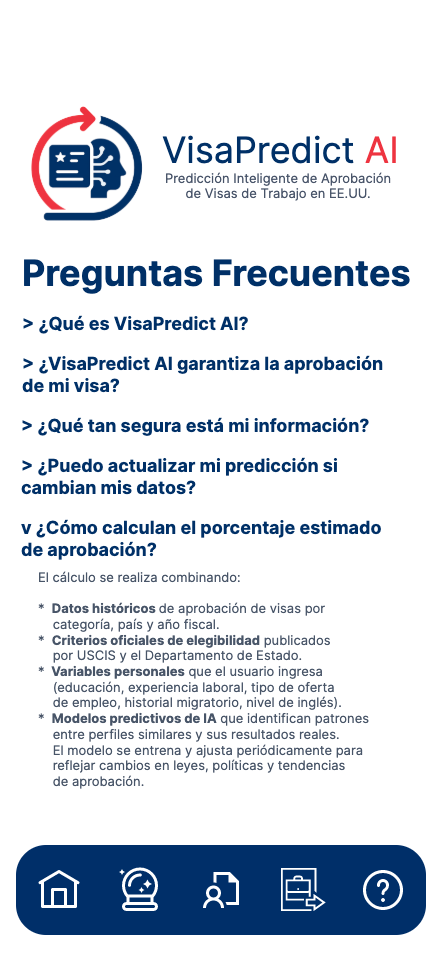 VisaPredict AI
Predicción Inteligente de Aprobación
de Visas de Trabajo en EE.UU.
Preguntas Frecuentes
> ¿Qué es VisaPredict AI?
> ¿VisaPredict AI garantiza la aprobación
de mi visa?
> ¿Qué tan segura está mi información?
> ¿Puedo actualizar mi predicción si
cambian mis datos?
v ¿Cómo calculan el porcentaje estimado
de aprobación?
El cálculo se realiza combinando:
* Datos históricos de aprobación de visas por
categoría, país y año fiscal.
* Criterios oficiales de elegibilidad publicados
por USCIS y el Departamento de Estado.
* Variables personales que el usuario ingresa
(educación, experiencia laboral, tipo de oferta
de empleo, historial migratorio, nivel de inglés).
* Modelos predictivos de IA que identifican patrones
entre perfiles similares y sus resultados reales.
El modelo se entrena y ajusta periódicamente para
reflejar cambios en leyes, políticas y tendencias
de aprobación.
?